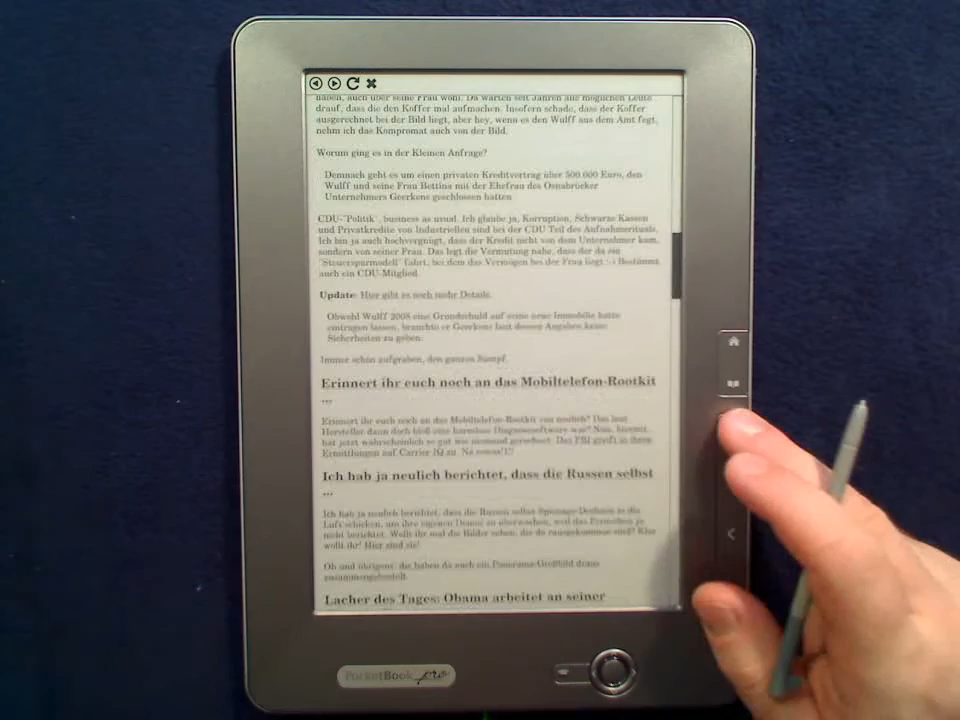 haben, auch über seine Frau wohl. Da warten seit Jahren alle möglichen Leute
drauf, dass die den Koffer mal aufmachen. Insofern schade, dass der Koffer
ausgerechnet bei der Bild liegt, aber hey, wenn es den Wulff aus dem Amt fegt,
nehm ich das Kompromat auch von der Bild.
Worum ging es in der Kleinen Anfrage?
Demnach geht es um einen privaten Kreditvertrag über 500.000 Euro, den
Wulff und seine Frau Bettina mit der Ehefrau des Osnabrücker
Unternehmers Geerkens geschlossen hatten
CDU-"Politik", business as usual. Ich glaube ja, Korruption, Schwarze Kassen
und Privatkredite von Industriellen sind bei der CDU Teil des Aufnahmerituals.
Ich bin ja auch hochvergnügt, dass der Kredit nicht von dem Unternehmer kam,
sondern von seiner Frau. Das legt die Vermutung nahe, dass der da ein
"Steuersparmodell" fährt, bei dem das Vermögen bei der Frau liegt :-) Bestimmt
auch ein CDU-Mitglied.
Update: Hier gibt es noch mehr Details.
Obwohl Wulff 2008 eine Grundschuld auf seine neue Immobilie hatte
eintragen lassen, brauchte er Geerkens laut dessen Angaben keine
Sicherheiten zu geben.
Immer schön aufgraben, den ganzen Sumpf.
Erinnert ihr euch noch an das Mobiltelefon-Rootkit
...
Erinnert ihr euch noch an das Mobiltelefon-Rootkit von neulich? Das laut
Hersteller dann doch bloß eine harmlose Diagnosesoftware war? Nun, hiermit
hat jetzt wahrscheinlich so gut wie niemand gerechnet: Das FBI greift in ihren
Ermittlungen auf Carrier IQ zu. Na sowas!1!!
Ich hab ja neulich berichtet, dass die Russen selbst
...
Ich hab ja neulich berichtet, dass die Russen selbst Spionage-Drohnen in die
Luft schicken, um ihre eigenen Demos zu überwachen, weil das Fernsehen ja
nicht berichtet. Wollt ihr mal die Bilder sehen, die da rausgekommen sind? Klar
wollt ihr! Hier sind sie!
Oh und übrigens: die haben da auch ein Panorama-Großbild draus
zusammengebastelt.
Lacher des Tages: Obama arbeitet an seiner
PocketBook pro